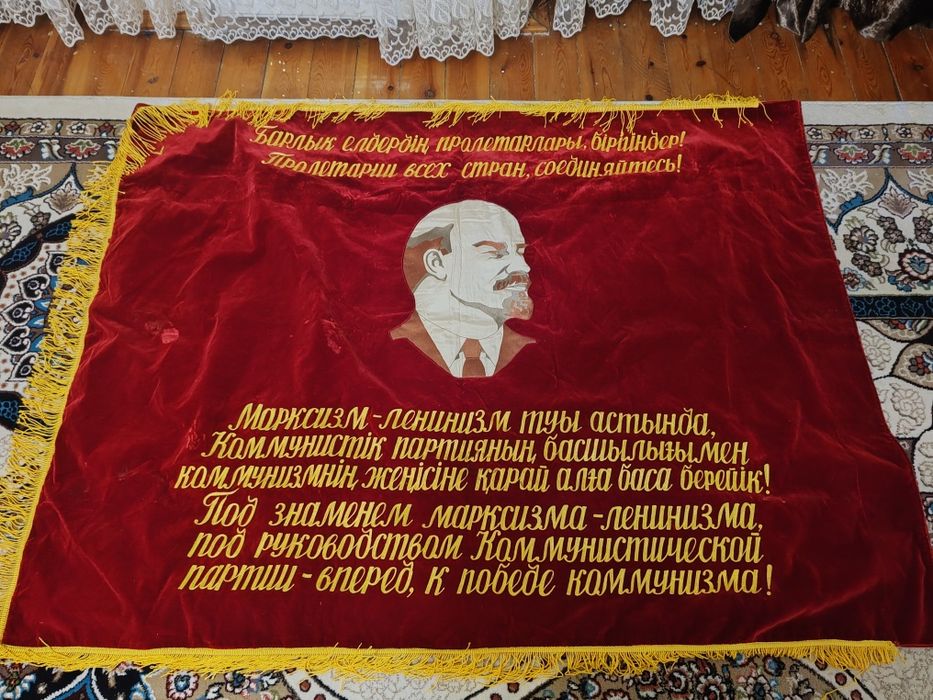 Барлық елдердің пролетарлары, бірігіңдер!
Пролетарии всех стран, соединяйтесь!
Марксизм-ленинизм туы астында,
Коммунистік партияның басшылығымен
коммунизмнің жеңісіне қарай алға баса берейік!
Под знаменем марксизма-ленинизма,
под руководством Коммунистической
партии-вперед, к победе коммунизма!